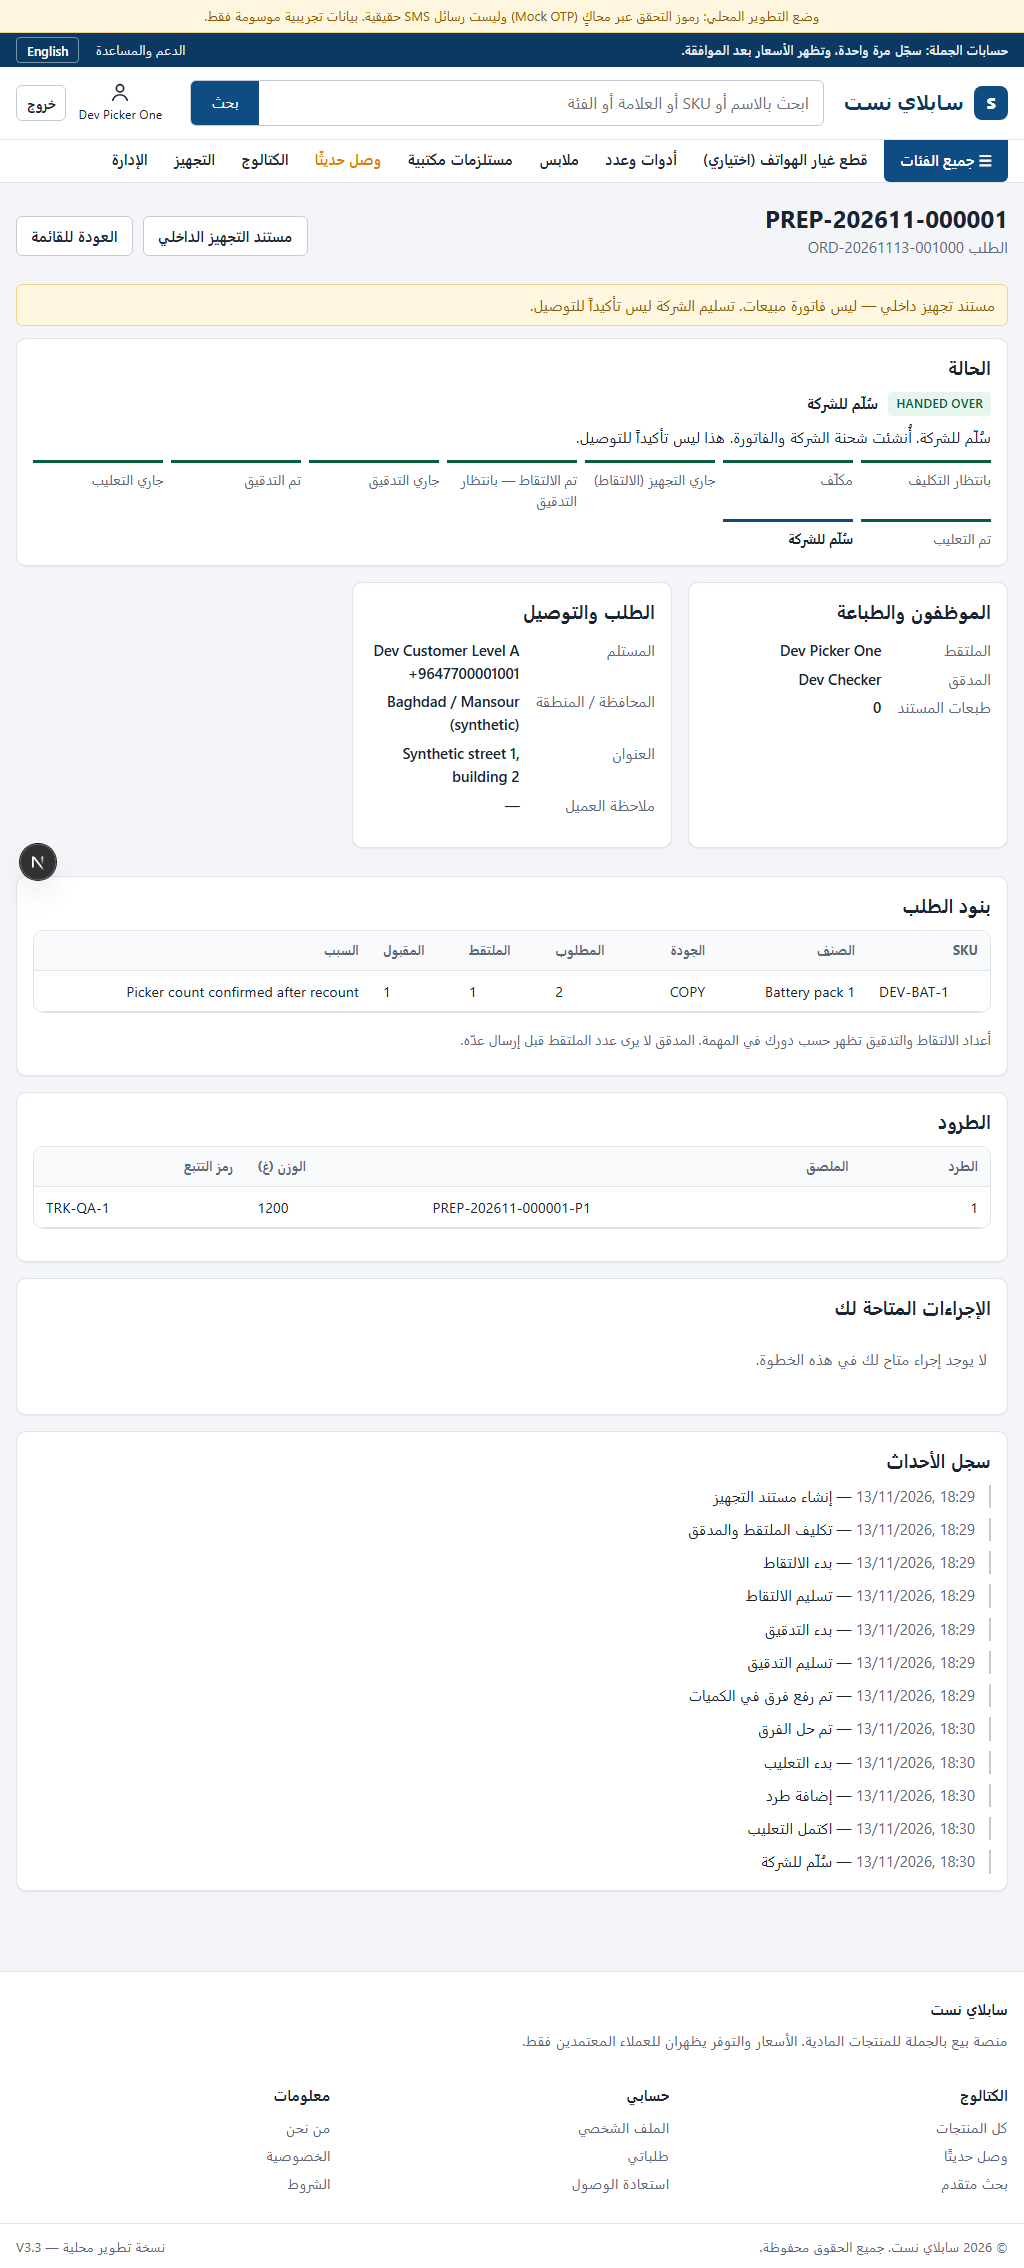 وضع التطوير المحلي: رموز التحقق عبر محاكٍ (Mock OTP) وليست رسائل SMS حقيقية. بيانات تجريبية موسومة فقط.
حسابات الجملة: سجّل مرة واحدة، وتظهر الأسعار بعد الموافقة.
الدعم والمساعدة
English
S
سابلاي نست
ابحث بالاسم أو SKU أو العلامة أو الفئة
بحث
Dev Picker One
خروج
☰ جميع الفئات
قطع غيار الهواتف (اختياري)
أدوات وعدد
ملابس
مستلزمات مكتبية
وصل حديثًا
الكتالوج
التجهيز
الإدارة
PREP-202611-000001
الطلب ORD-20261113-001000
مستند التجهيز الداخلي
العودة للقائمة
مستند تجهيز داخلي — ليس فاتورة مبيعات. تسليم الشركة ليس تأكيداً للتوصيل.
الحالة
HANDED OVER سُلّم للشركة
سُلّم للشركة. أُنشئت شحنة الشركة والفاتورة. هذا ليس تأكيداً للتوصيل.
بانتظار التكليف
مكلّف
جاري التجهيز (الالتقاط)
تم الالتقاط — بانتظار التدقيق
جاري التدقيق
تم التدقيق
جاري التعليب
تم التعليب
سُلّم للشركة
الموظفون والطباعة
الملتقط Dev Picker One
المدقق Dev Checker
طبعات المستند 0
الطلب والتوصيل
المستلم Dev Customer Level A
+9647700001001
المحافظة / المنطقة Baghdad / Mansour
(synthetic)
العنوان Synthetic street 1,
building 2
ملاحظة العميل —
N
بنود الطلب
SKU الصنف الجودة المطلوب الملتقط المقبول السبب
DEV-BAT-1 Battery pack 1 COPY 2 1 1 Picker count confirmed after recount
أعداد الالتقاط والتدقيق تظهر حسب دورك في المهمة. المدقق لا يرى عدد الملتقط قبل إرسال عدّه.
الطرود
الطرد الملصق الوزن (غ) رمز التتبع
1 PREP-202611-000001-P1 1200 TRK-QA-1
الإجراءات المتاحة لك
لا يوجد إجراء متاح لك في هذه الخطوة.
سجل الأحداث
13/11/2026, 18:29 — إنشاء مستند التجهيز
13/11/2026, 18:29 — تكليف الملتقط والمدقق
13/11/2026, 18:29 — بدء الالتقاط
13/11/2026, 18:29 — تسليم الالتقاط
13/11/2026, 18:29 — بدء التدقيق
13/11/2026, 18:29 — تسليم التدقيق
13/11/2026, 18:29 — تم رفع فرق في الكميات
13/11/2026, 18:30 — تم حل الفرق
13/11/2026, 18:30 — بدء التعليب
13/11/2026, 18:30 — إضافة طرد
13/11/2026, 18:30 — اكتمل التعليب
13/11/2026, 18:30 — سُلّم للشركة
سابلاي نست
منصة بيع بالجملة للمنتجات المادية. الأسعار والتوفر يظهران للعملاء المعتمدين فقط.
الكتالوج
كل المنتجات
وصل حديثًا
بحث متقدم
حسابي
الملف الشخصي
طلباتي
استعادة الوصول
معلومات
من نحن
الخصوصية
الشروط
© 2026 سابلاي نست. جميع الحقوق محفوظة.
نسخة تطوير محلية — V3.3